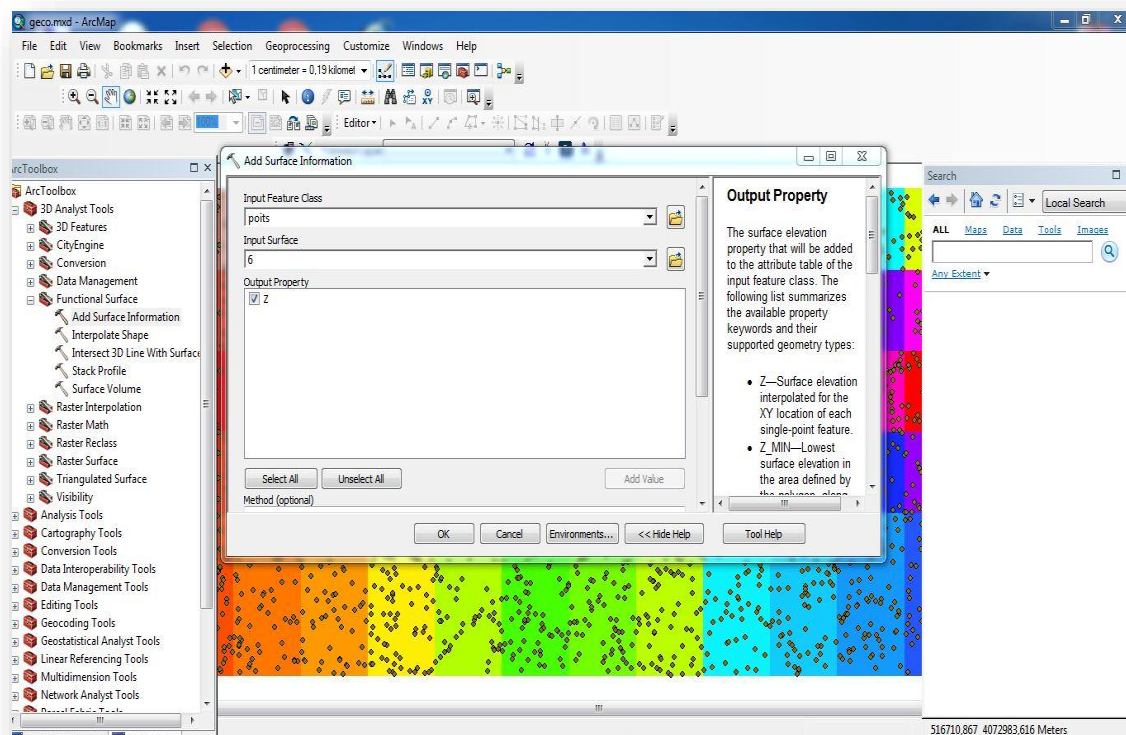 geco.mxd - ArcMap
File Edit View Bookmarks Insert Selection Geoprocessing Customize Windows Help
1 centimeter = 0,19 kilomet
100%
Editor
rcToolbox
ArcToolbox
3D Analyst Tools
3D Features
CityEngine
Conversion
Data Management
Functional Surface
Add Surface Information
Interpolate Shape
Intersect 3D Line With Surface
Stack Profile
Surface Volume
Raster Interpolation
Raster Math
Raster Reclass
Raster Surface
Triangulated Surface
Visibility
Analysis Tools
Cartography Tools
Conversion Tools
Data Interoperability Tools
Data Management Tools
Editing Tools
Geocoding Tools
Geostatistical Analyst Tools
Linear Referencing Tools
Multidimension Tools
Network Analyst Tools
Add Surface Information
Input Feature Class
poits
Input Surface
6
Output Property
Z
Select All Unselect All Add Value
Method (optional)
OK Cancel Environments... << Hide Help Tool Help
Output Property
The surface elevation
property that will be added
to the attribute table of the
input feature class. The
following list summarizes
the available property
keywords and their
supported geometry types:
• Z—Surface elevation
interpolated for the
XY location of each
single-point feature.
• Z_MIN—Lowest
surface elevation in
the area defined by
Search
Local Search
ALL Maps Data Tools Images
Any Extent
516710,867 4072983,616 Meters